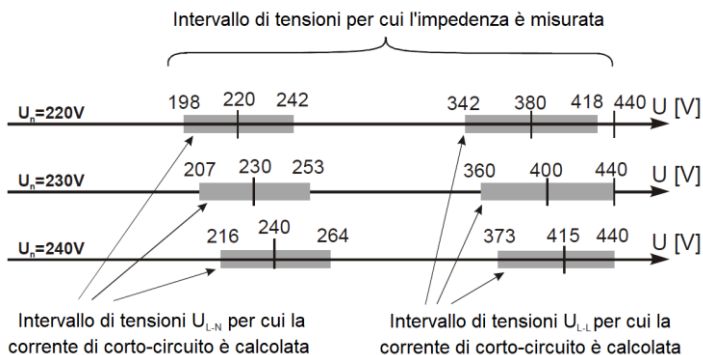 Intervallo di tensioni per cui l'impedenza è misurata
198 220 242 342 380 418 440 U [V]
Un=220V
207 230 253 360 400 440 U [V]
Un=230V
216 240 264 373 415 440 U [V]
Un=240V
Intervallo di tensioni UL-N per cui la
corrente di corto-circuito è calcolata
Intervallo di tensioni UL-L per cui la
corrente di corto-circuito è calcolata